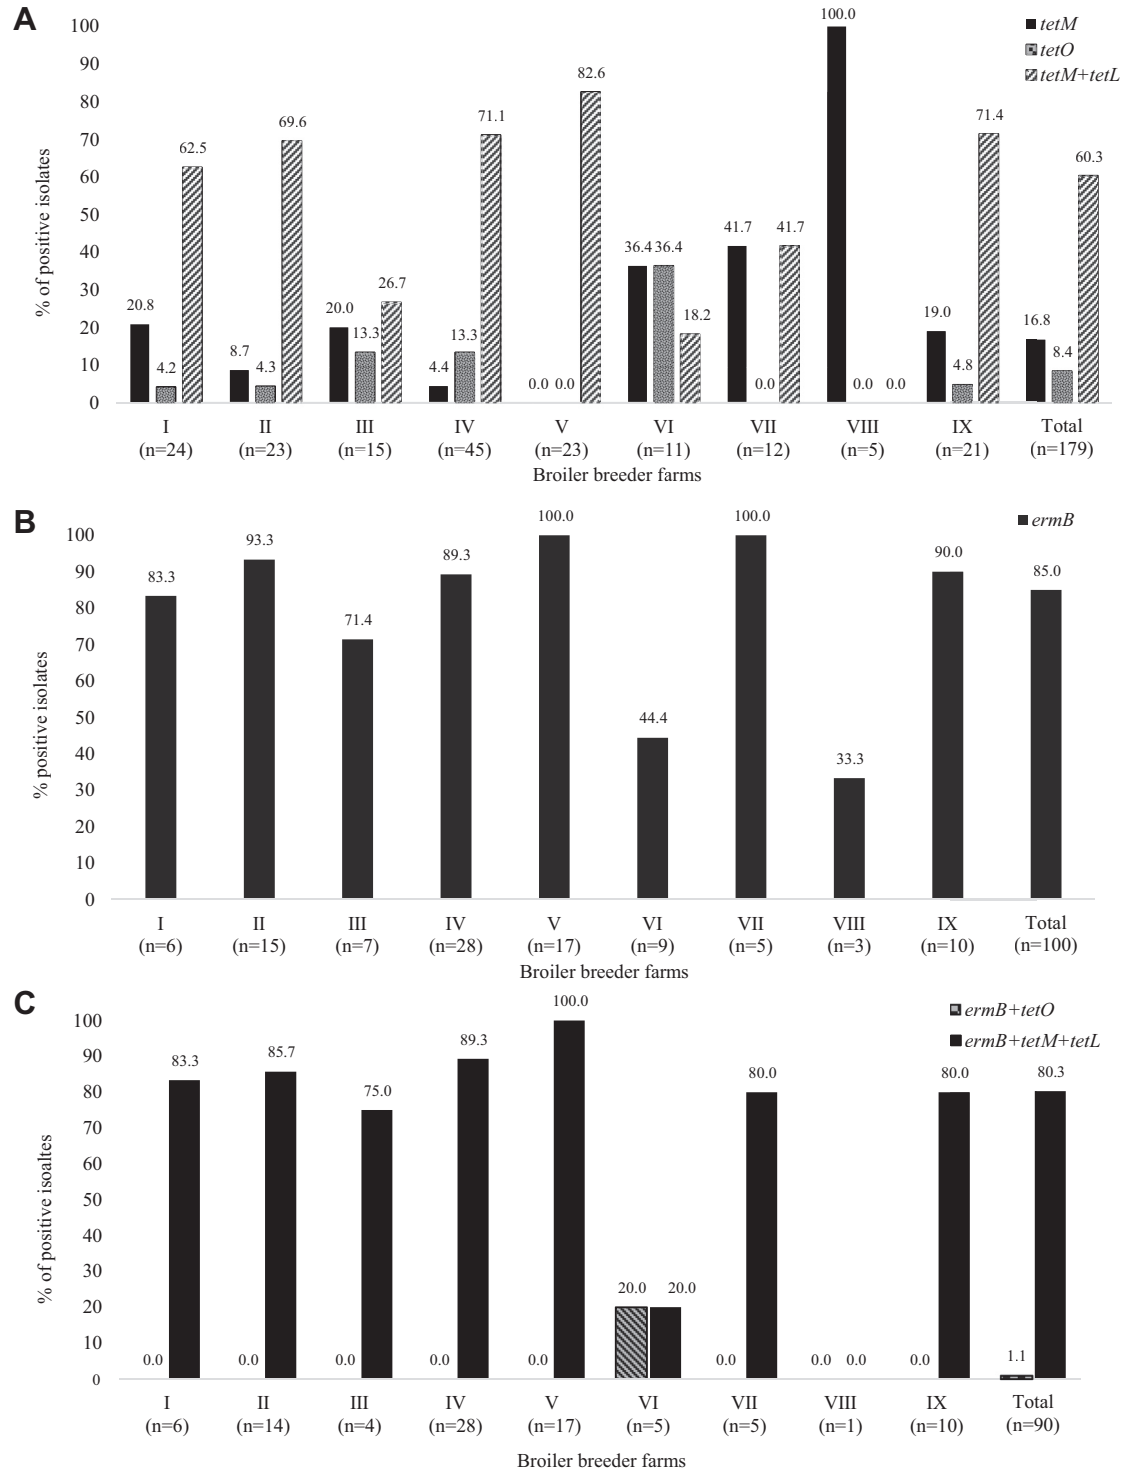 A
100
90
80
70
60
50
40
30
20
10
0
% of positive isolates
tetM
tetO
tetM+tetL
20.8 4.2 62.5
8.7 4.3 69.6
20.0 13.3 26.7
4.4 13.3 71.1
0.0 0.0 82.6
36.4 36.4 18.2
41.7 0.0 41.7
100.0 0.0 0.0
19.0 4.8 71.4
16.8 8.4 60.3
I II III IV V VI VII VIII IX Total
(n=24) (n=23) (n=15) (n=45) (n=23) (n=11) (n=12) (n=5) (n=21) (n=179)
Broiler breeder farms
B
100
90
80
70
60
50
40
30
20
10
0
% positive isolates
ermB
83.3 93.3 71.4 89.3 100.0 44.4 100.0 33.3 90.0 85.0
I II III IV V VI VII VIII IX Total
(n=6) (n=15) (n=7) (n=28) (n=17) (n=9) (n=5) (n=3) (n=10) (n=100)
Broiler breeder farms
C
100
90
80
70
60
50
40
30
20
10
0
% of positive isoaltes
ermB+tetO
ermB+tetM+tetL
0.0 83.3
0.0 85.7
0.0 75.0
0.0 89.3
0.0 100.0
20.0 20.0
0.0 80.0
0.0 0.0
0.0 80.0
1.1 80.3
I II III IV V VI VII VIII IX Total
(n=6) (n=14) (n=4) (n=28) (n=17) (n=5) (n=5) (n=1) (n=10) (n=90)
Broiler breeder farms